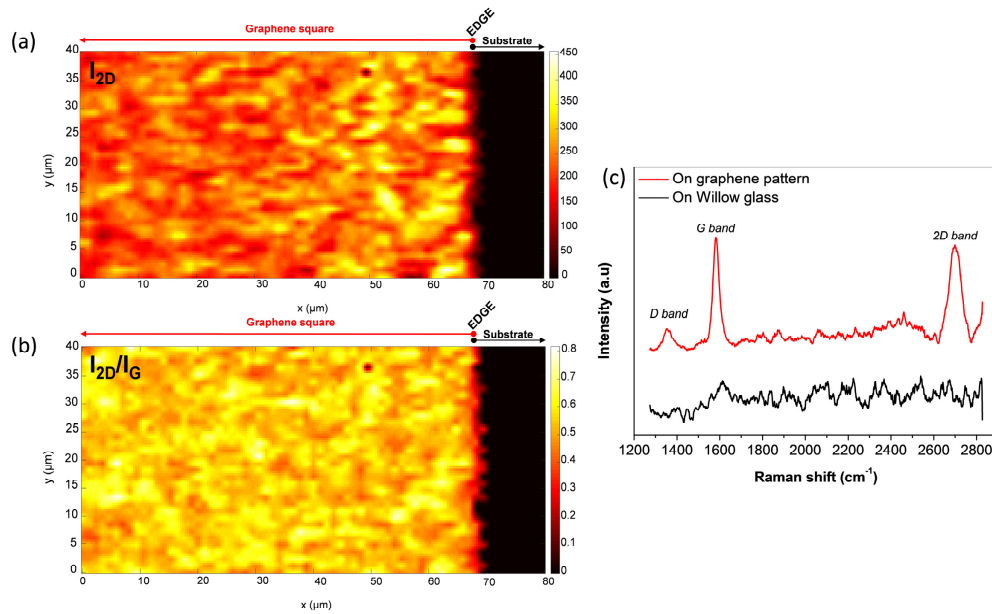 (a)
Graphene square
EDGE
Substrate
I2D
y (µm)
40
35
30
25
20
15
10
5
0
0 10 20 30 40 50 60 70 80
x (µm)
450
400
350
300
250
200
150
100
50
0
(b)
Graphene square
EDGE
Substrate
I2D/IG
y (µm)
40
35
30
25
20
15
10
5
0
0 10 20 30 40 50 60 70 80
x (µm)
0.8
0.7
0.6
0.5
0.4
0.3
0.2
0.1
0
(c)
On graphene pattern
On Willow glass
G band
2D band
D band
Intensity (a.u)
1200 1400 1600 1800 2000 2200 2400 2600 2800
Raman shift (cm-1)